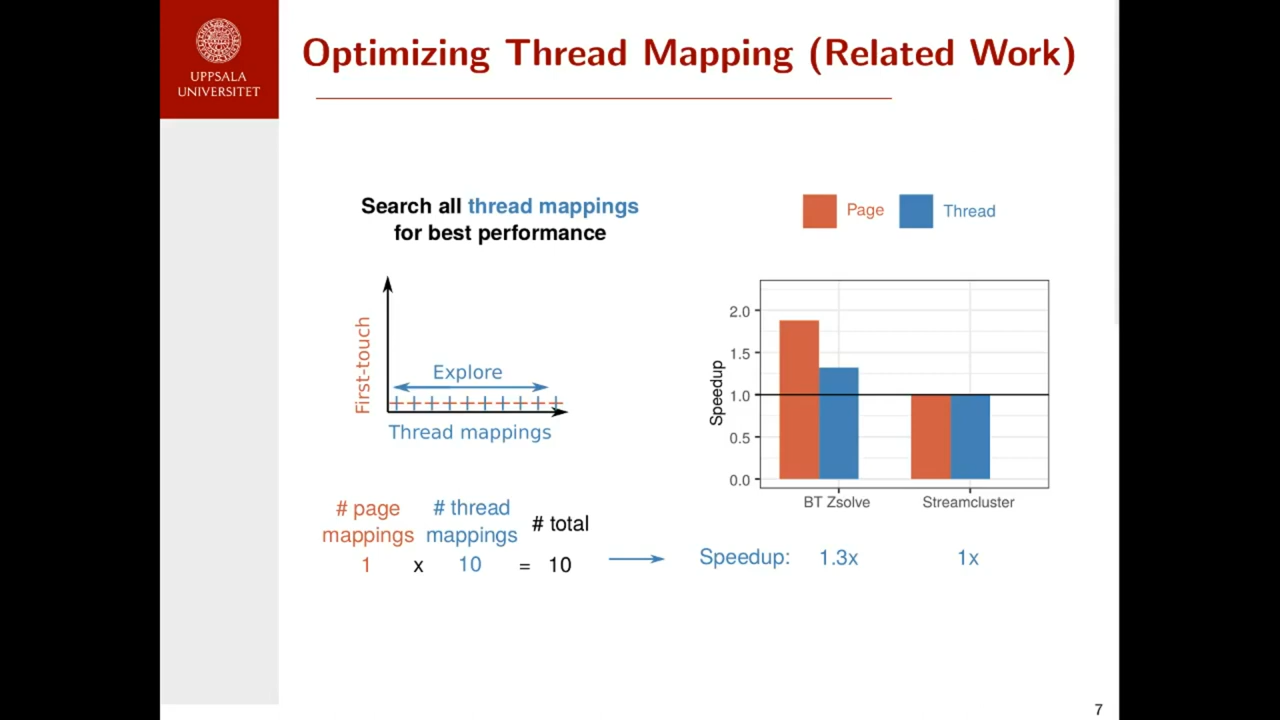 UPPSALA
UNIVERSITET
Optimizing Thread Mapping (Related Work)
Search all thread mappings
for best performance
First-touch
Explore
Thread mappings
# page
mappings
# thread
mappings
# total
1 x 10 = 10
Page Thread
Speedup
2.0
1.5
1.0
0.5
0.0
BT Zsolve Streamcluster
Speedup: 1.3x 1x
7